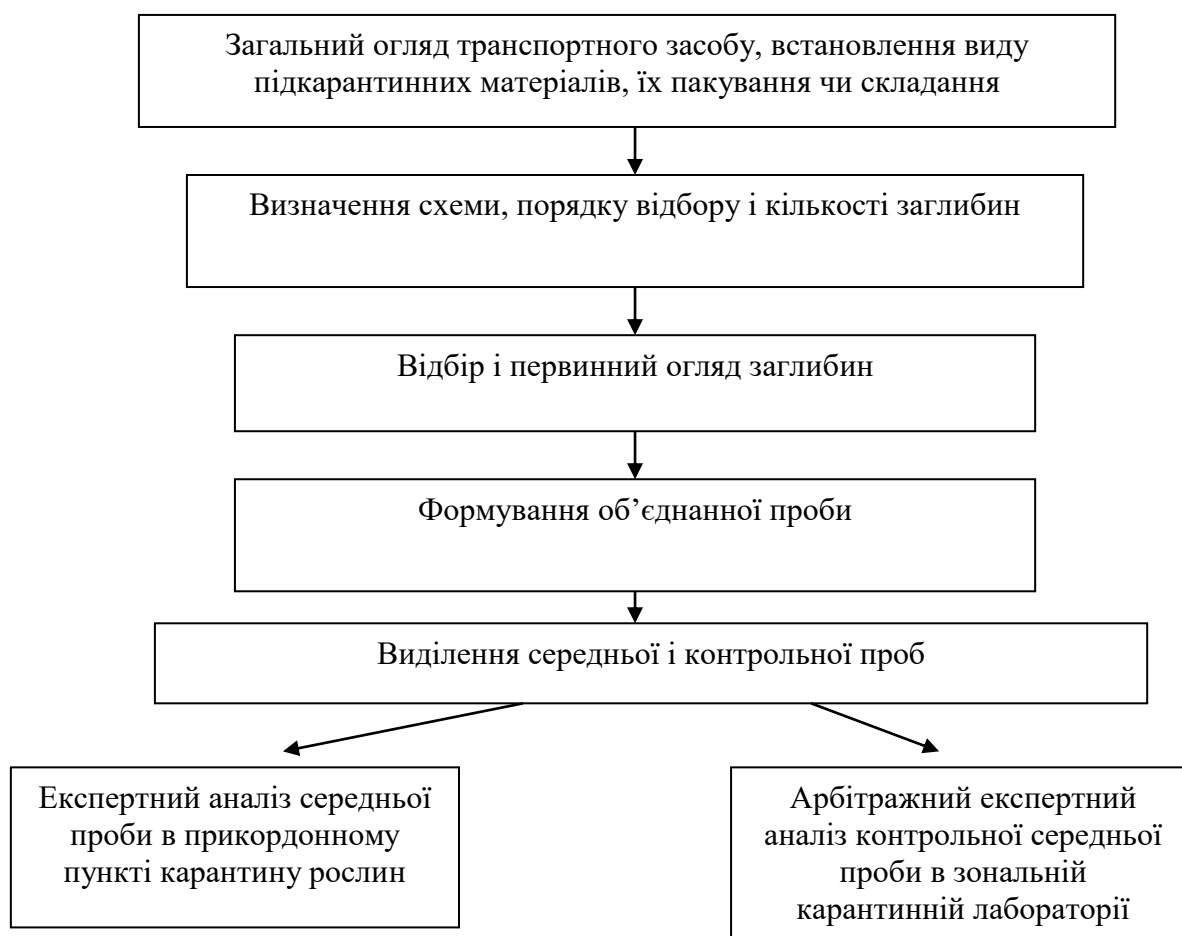 Загальний огляд транспортного засобу, встановлення виду
підкарантинних матеріалів, їх пакування чи складання
Визначення схеми, порядку відбору і кількості заглибин
Відбір і первинний огляд заглибин
Формування об’єднанної проби
Виділення середньої і контрольної проб
Експертний аналіз середньої
проби в прикордонному
пункті карантину рослин
Арбітражний експертний
аналіз контрольної середньої
проби в зональній
карантинній лабораторії